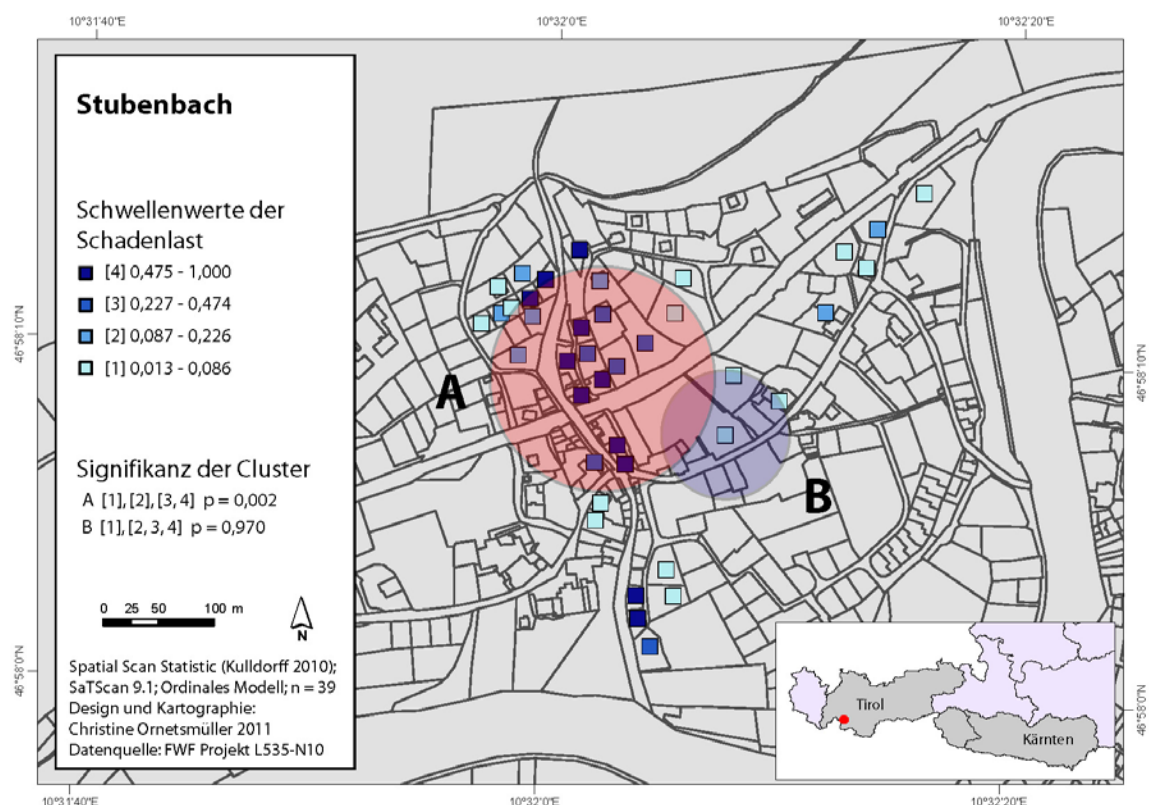 10°31'40"E 10°32'0"E 10°32'20"E
Stubenbach
Schwellenwerte der
Schadenlast
[4] 0,475 - 1,000
[3] 0,227 - 0,474
[2] 0,087 - 0,226
[1] 0,013 - 0,086
46°58'10"N
46°58'10"N
A
B
Signifikanz der Cluster
A [1], [2], [3, 4] p = 0,002
B [1], [2, 3, 4] p = 0,970
0 25 50 100 m
N
46°58'0"N
46°58'0"N
Spatial Scan Statistic (Kulldorff 2010);
SaTScan 9.1; Ordinales Modell; n = 39
Design und Kartographie:
Christine Ornetsmüller 2011
Datenquelle: FWF Projekt L535-N10
Tirol
Kärnten
10°31'40"E 10°32'0"E 10°32'20"E